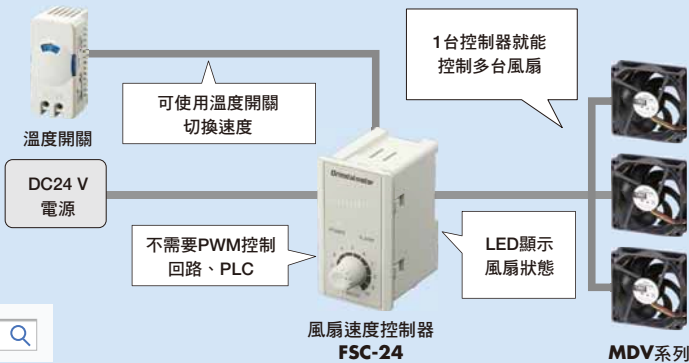 1台控制器就能
控制多台風扇
可使用溫度開關
切換速度
溫度開關
DC24 V
電源
Orientalmotor
不需要PWM控制
回路、PLC
LED顯示
風扇狀態
風扇速度控制器
FSC-24
MDV系列